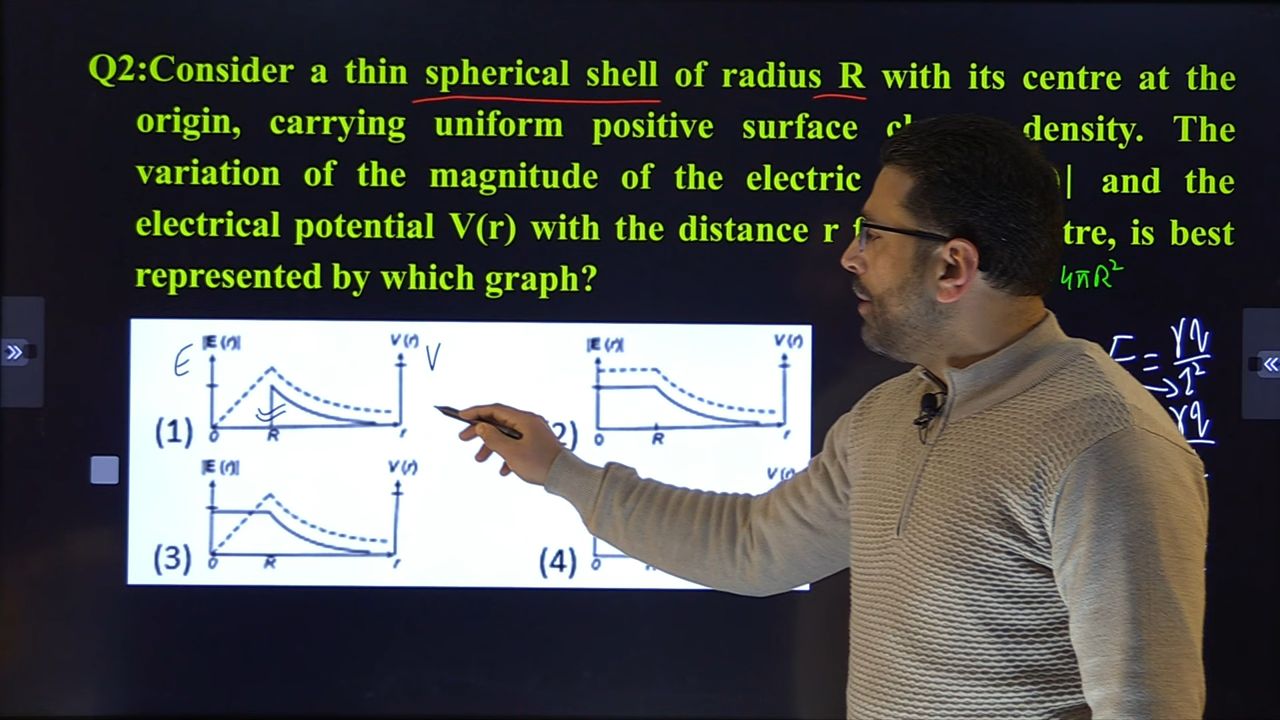 Q2:Consider a thin spherical shell of radius R with its centre at the
origin, carrying uniform positive surface density. The
variation of the magnitude of the electric | and the
electrical potential V(r) with the distance r is best
represented by which graph?
4πR²
E |E(r)| V(r) V
(1) 0 R r
|E(r)| V(r)
2) 0 R r
|E(r)| V(r)
(3) 0 R r
(4) 0